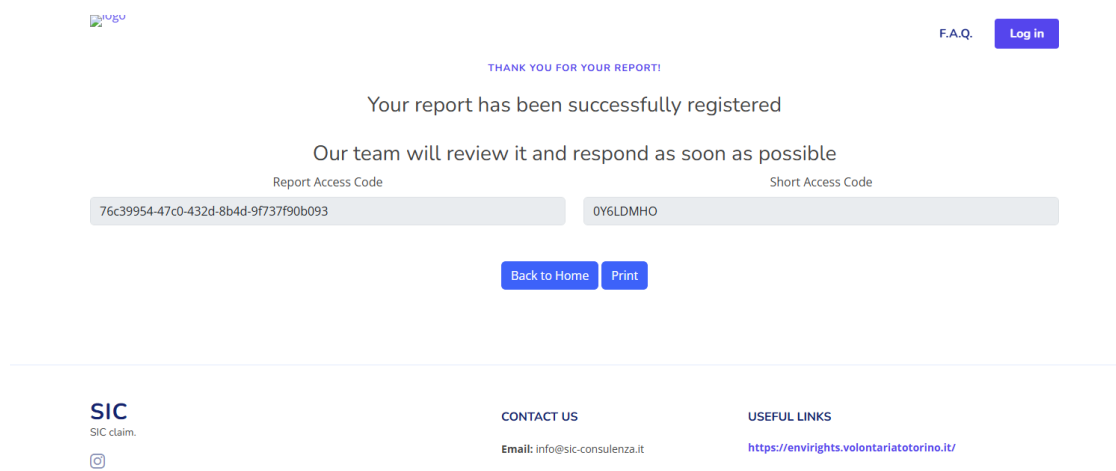 logo
F.A.Q.
Log in
THANK YOU FOR YOUR REPORT!
Your report has been successfully registered
Our team will review it and respond as soon as possible
Report Access Code
Short Access Code
76c39954-47c0-432d-8b4d-9f737f90b093
0Y6LDMHO
Back to Home
Print
SIC
SIC claim.
CONTACT US
Email: info@sic-consulenza.it
USEFUL LINKS
https://envirights.volontariatotorino.it/